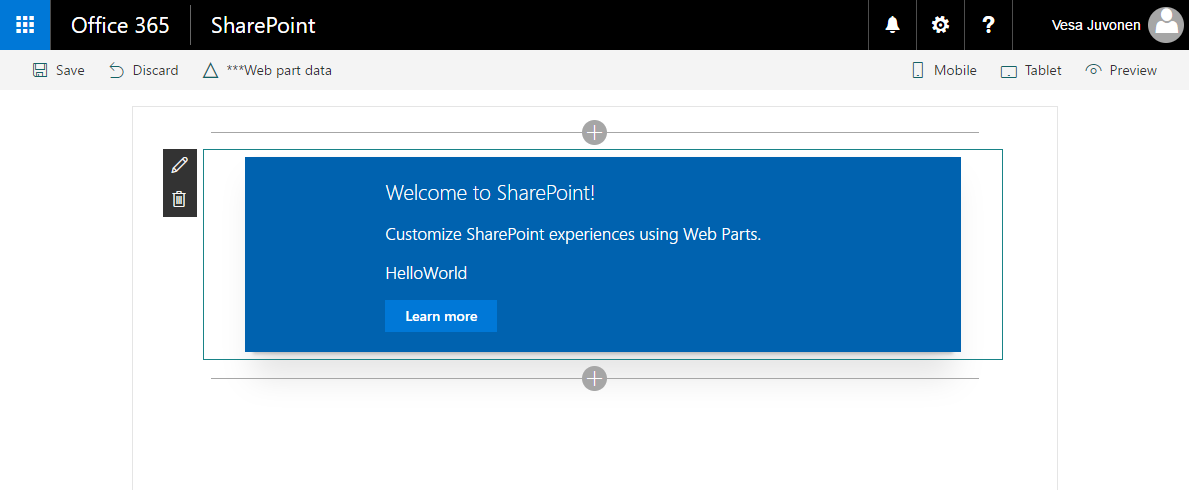 Office 365 SharePoint ? Vesa Juvonen
Save Discard ***Web part data Mobile Tablet Preview
Welcome to SharePoint!
Customize SharePoint experiences using Web Parts.
HelloWorld
Learn more